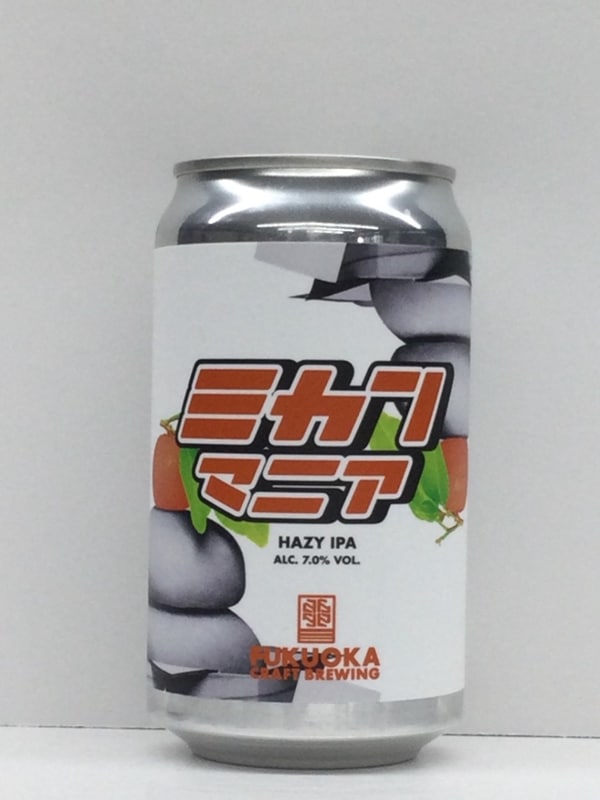 ミカン
マニア
HAZY IPA
ALC. 7.0% VOL.
FUKUOKA
CRAFT BREWING